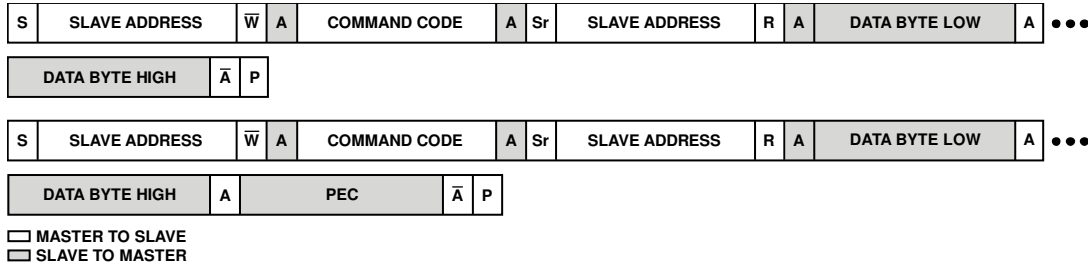 S SLAVE ADDRESS W̅ A COMMAND CODE A Sr SLAVE ADDRESS R A DATA BYTE LOW A •••
DATA BYTE HIGH A̅ P
S SLAVE ADDRESS W̅ A COMMAND CODE A Sr SLAVE ADDRESS R A DATA BYTE LOW A •••
DATA BYTE HIGH A PEC A̅ P
MASTER TO SLAVE
SLAVE TO MASTER